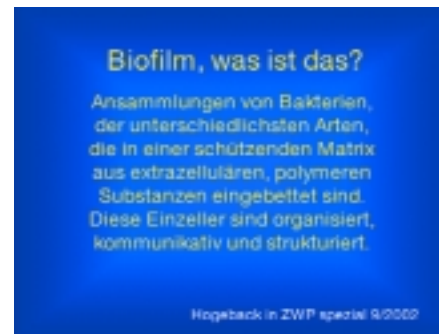 Biofilm, was ist das?
Ansammlungen von Bakterien,
der unterschiedlichsten Arten,
die in einer schützenden Matrix
aus extrazellulären, polymeren
Substanzen eingebettet sind.
Diese Einzeller sind organisiert,
kommunikativ und strukturiert.
Hogeback in ZWP spezial 9/2002